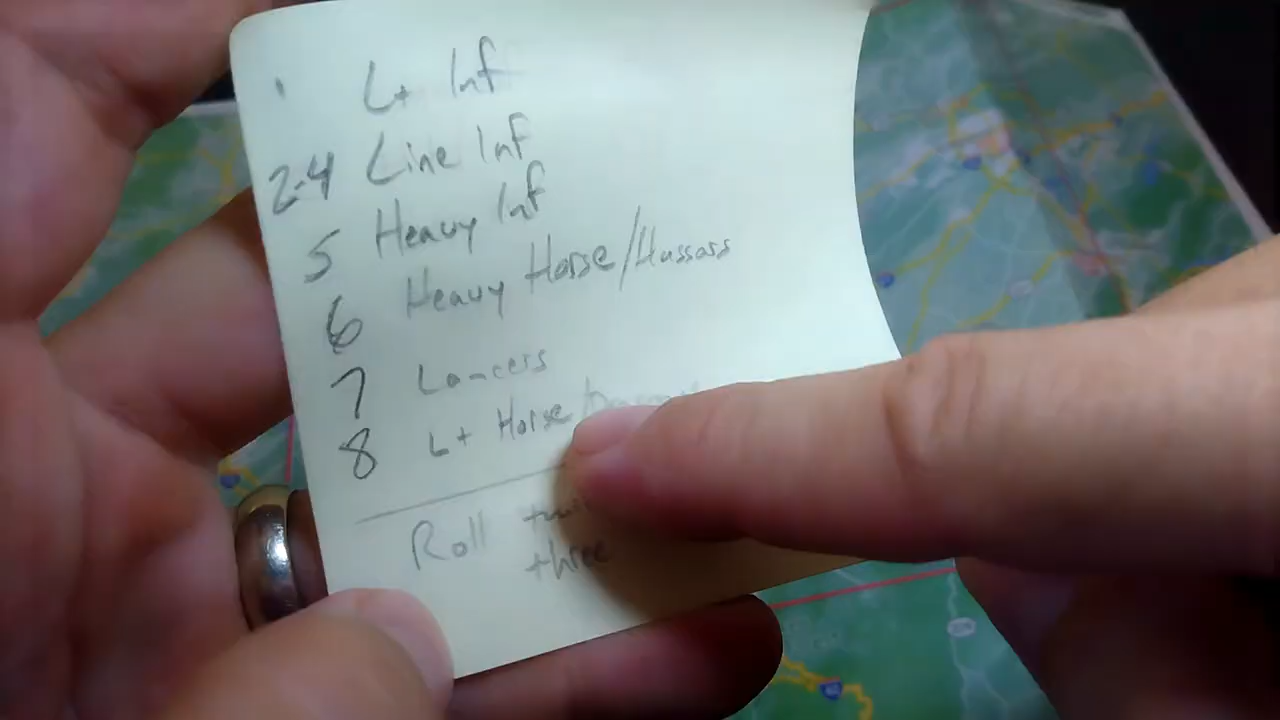 1 Lt Inf
2-4 Line Inf
5 Heavy Inf
6 Heavy Horse/Hussars
7 Lancers
8 Lt Horse/
Roll
three